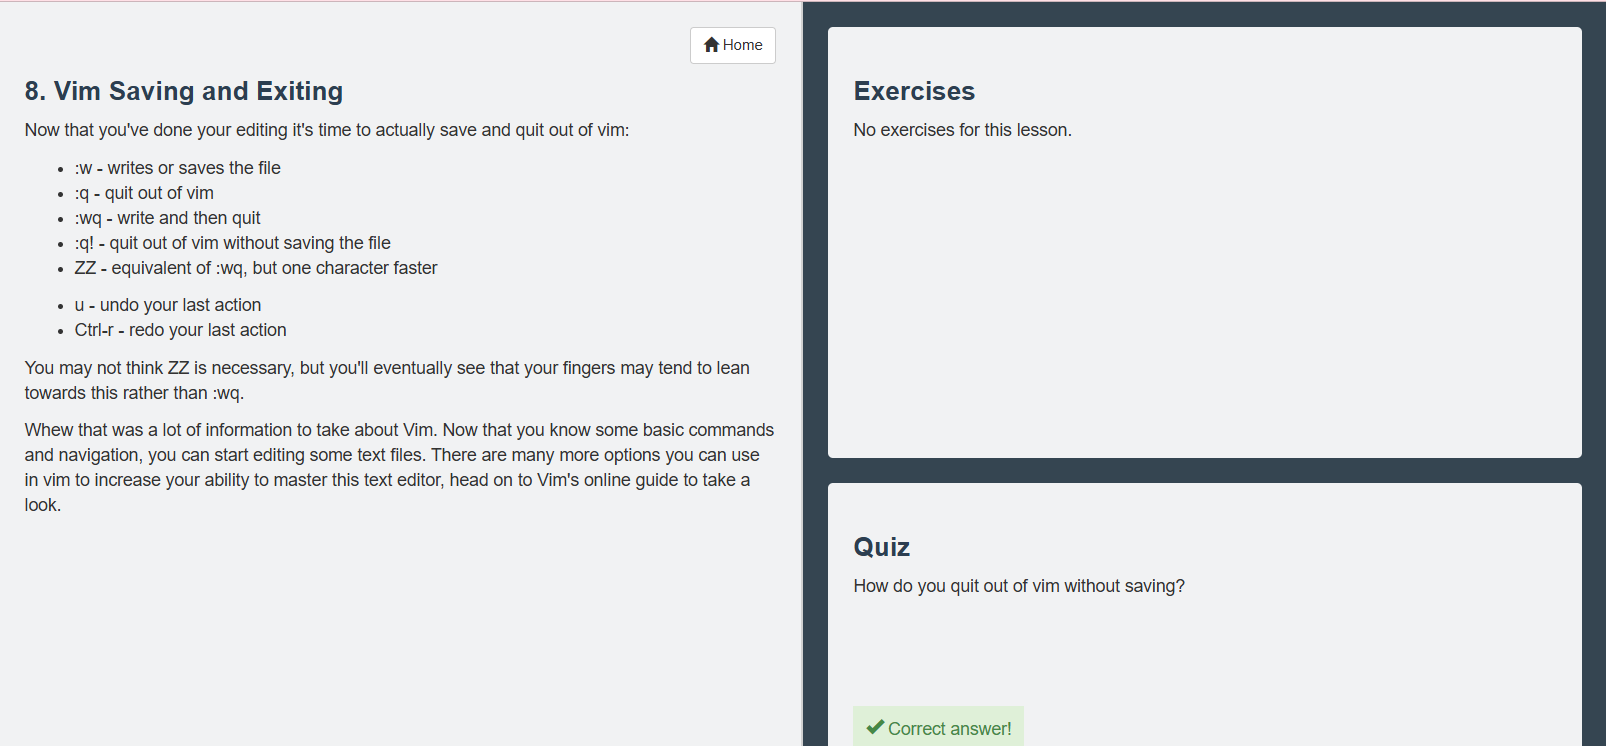 Home
8. Vim Saving and Exiting
Now that you've done your editing it's time to actually save and quit out of vim:
• :w - writes or saves the file
• :q - quit out of vim
• :wq - write and then quit
• :q! - quit out of vim without saving the file
• ZZ - equivalent of :wq, but one character faster
• u - undo your last action
• Ctrl-r - redo your last action
You may not think ZZ is necessary, but you'll eventually see that your fingers may tend to lean
towards this rather than :wq.
Whew that was a lot of information to take about Vim. Now that you know some basic commands
and navigation, you can start editing some text files. There are many more options you can use
in vim to increase your ability to master this text editor, head on to Vim's online guide to take a
look.
Exercises
No exercises for this lesson.
Quiz
How do you quit out of vim without saving?
Correct answer!